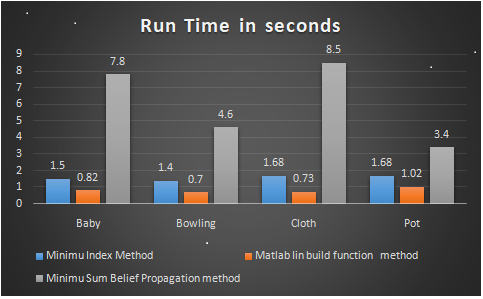 Run Time in seconds
9
8
7
6
5
4
3
2
1
0
1.5
0.82
7.8
1.4
0.7
4.6
1.68
0.73
8.5
1.68
1.02
3.4
Baby
Bowling
Cloth
Pot
Minimu Index Method
Matlab lin build function method
Minimu Sum Belief Propagation method